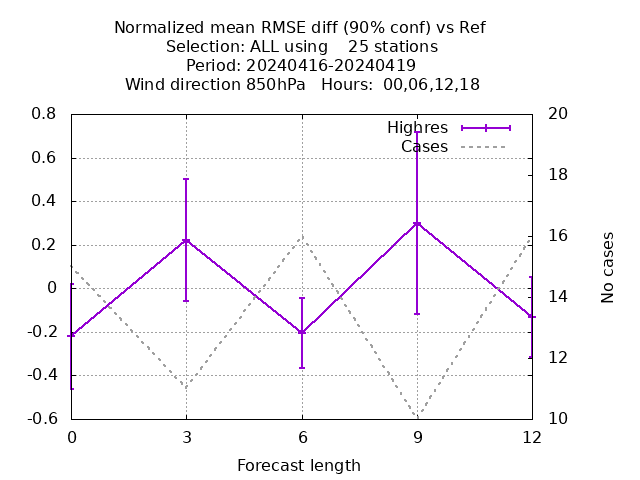 Normalized mean RMSE diff (90% conf) vs Ref
Selection: ALL using    25 stations
Period: 20240416-20240419
Wind direction 850hPa   Hours:  00,06,12,18
Highres
Cases
0.8
0.6
0.4
0.2
0
-0.2
-0.4
-0.6
20
18
16
14
12
10
No cases
0
3
6
9
12
Forecast length